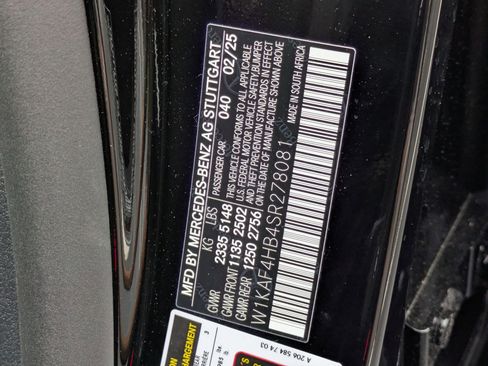 MFD BY MERCEDES-BENZ AG STUTTGART
KG LBS PASSENGER CAR 040 02/25
GVWR 2335 5148 THIS VEHICLE CONFORMS TO ALL APPLICABLE
GAWR FRONT 1135 2502 U.S. FEDERAL MOTOR VEHICLE SAFETY,BUMPER
GAWR REAR 1250 2756 AND THEFT PREVENTION STANDARDS IN EFFECT
ON THE DATE OF MANUFACTURE SHOWN ABOVE
W1KAF4HB4SR278081
MADE IN SOUTH AFRICA
A 206 584 74 03
CHARGEMENT
3